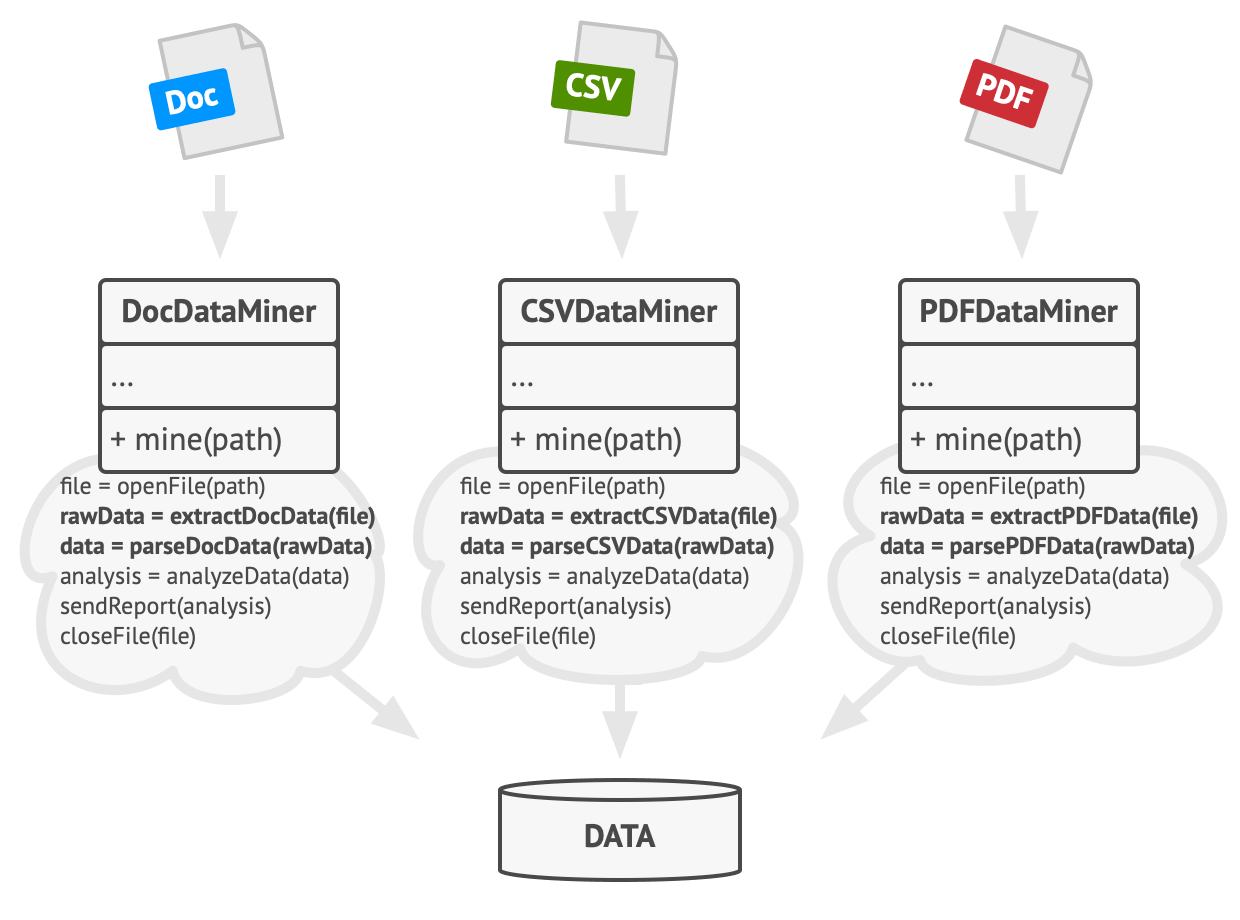 Doc
CSV
PDF
DocDataMiner
...
+ mine(path)
file = openFile(path)
rawData = extractDocData(file)
data = parseDocData(rawData)
analysis = analyzeData(data)
sendReport(analysis)
closeFile(file)
CSVDataMiner
...
+ mine(path)
file = openFile(path)
rawData = extractCSVData(file)
data = parseCSVData(rawData)
analysis = analyzeData(data)
sendReport(analysis)
closeFile(file)
PDFDataMiner
...
+ mine(path)
file = openFile(path)
rawData = extractPDFData(file)
data = parsePDFData(rawData)
analysis = analyzeData(data)
sendReport(analysis)
closeFile(file)
DATA